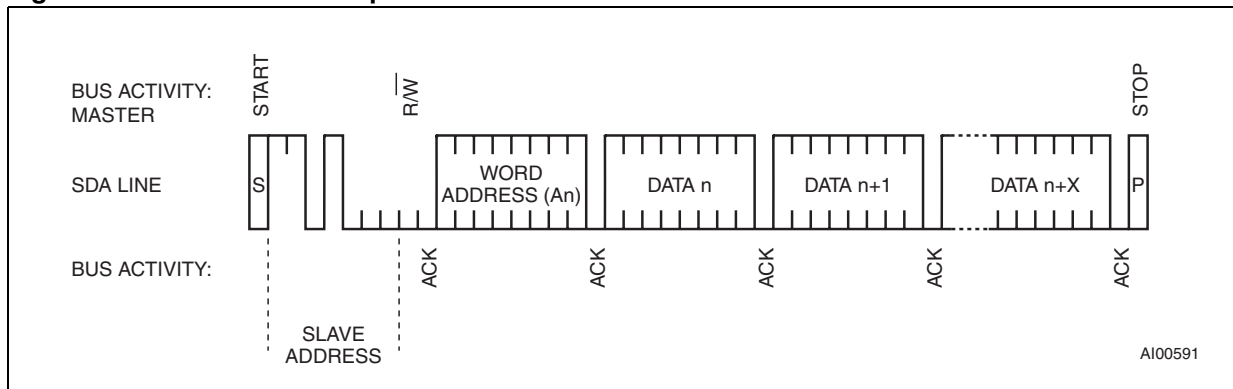 BUS ACTIVITY:
MASTER
START
R/W
STOP
SDA LINE
S
WORD
ADDRESS (An)
DATA n
DATA n+1
DATA n+X
P
BUS ACTIVITY:
ACK
ACK
ACK
ACK
ACK
SLAVE
ADDRESS
AI00591